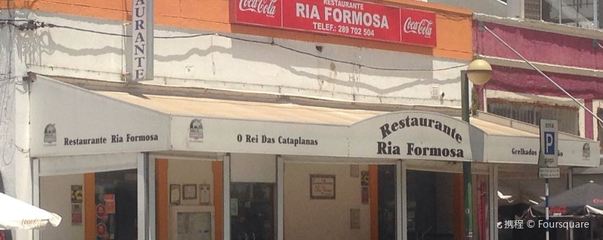 RESTAURANTE
Coca-Cola
RIA FORMOSA
Coca-Cola
TELEF.: 289 702 504
URANTE
Restaurante Ria Formosa
O Rei das Cataplanas
Restaurante
Ria Formosa
Grelhados
P
携程 © Foursquare